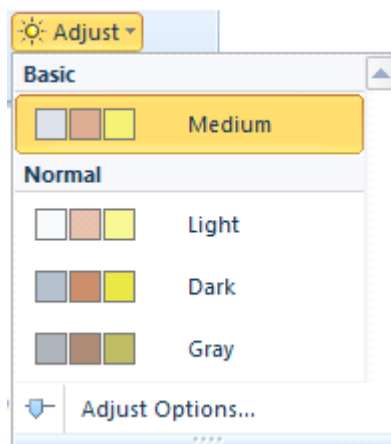 Adjust
Basic
Medium
Normal
Light
Dark
Gray
Adjust Options...